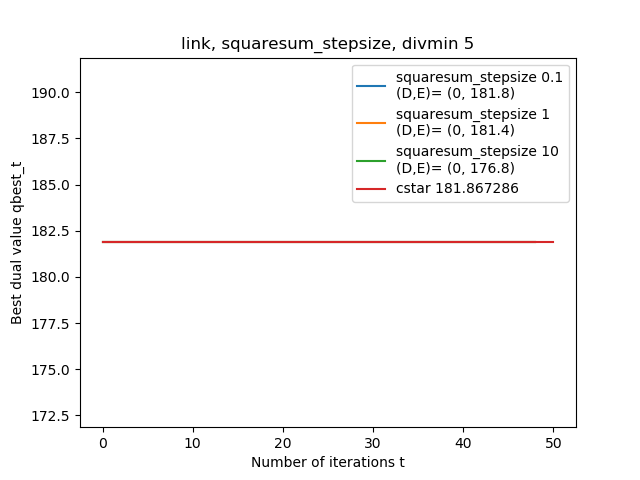 link, squaresum_stepsize, divmin 5
squaresum_stepsize 0.1
(D,E)= (0, 181.8)
squaresum_stepsize 1
(D,E)= (0, 181.4)
squaresum_stepsize 10
(D,E)= (0, 176.8)
cstar 181.867286
Best dual value qbest_t
190.0
187.5
185.0
182.5
180.0
177.5
175.0
172.5
0 10 20 30 40 50
Number of iterations t